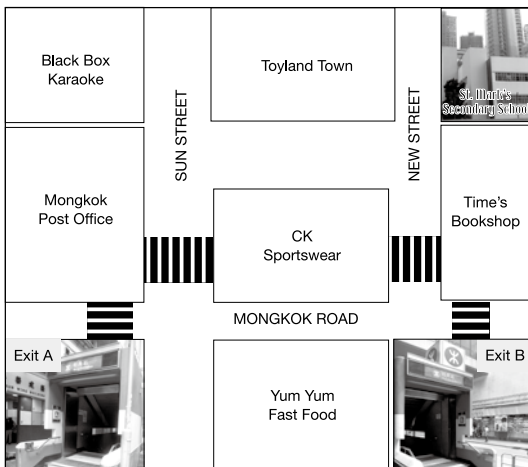 Black Box
Karaoke
Toyland Town
St. Mark's
Secondary School
SUN STREET
NEW STREET
Mongkok
Post Office
CK
Sportswear
Time's
Bookshop
MONGKOK ROAD
Exit A
Yum Yum
Fast Food
Exit B